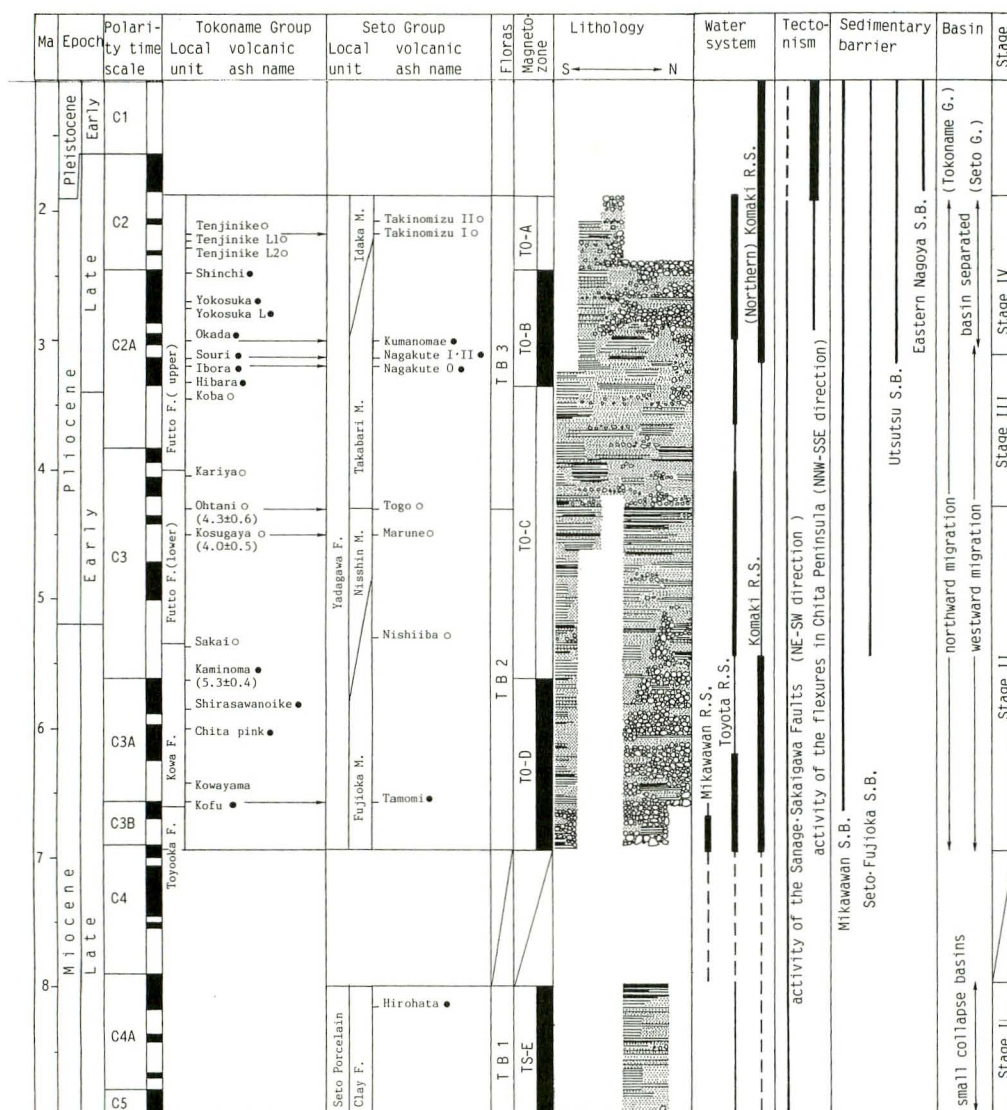 Ma
Epoch
Polari-
ty time
scale
Tokoname Group
Local volcanic
unit ash name
Seto Group
Local volcanic
unit ash name
Floras
Magneto-
zone
Lithology
S N
Water
system
Tecto-
nism
Sedimentary
barrier
Basin
Stage
2
3
4
5
6
7
8
Pleistocene
Early
Pliocene
Late
Early
Miocene
Late
C1
C2
C2A
C3
C3A
C3B
C4
C4A
C5
Futto F.( upper)
Futto F.(lower)
Kowa F.
Toyooka F.
Tenjinike○
Tenjinike L1○
Tenjinike L2○
Shinchi●
Yokosuka●
Yokosuka L●
Okada●
Souri●
Ibora●
Hibara●
Koba○
Kariya○
Ohtani○
(4.3±0.6)
Kosugaya○
(4.0±0.5)
Sakai○
Kaminoma●
(5.3±0.4)
Shirasawanoike●
Chita pink●
Kowayama
Kofu●
Yadagawa F.
Idaka M.
Takabari M.
Nisshin M.
Fujioka M.
Seto Porcelain
Clay F.
Takinomizu II○
Takinomizu I○
Kumanomae●
Nagakute I·II●
Nagakute O●
Togo○
Marune○
Nishiiba○
Tamomi●
Hirohata●
T B 3
T B 2
T B 1
TO-A
TO-B
TO-C
TO-D
TS-E
Mikawawan R.S.
Toyota R.S.
Komaki R.S.
(Northern) Komaki R.S.
activity of the Sanage·Sakaigawa Faults (NE-SW direction )
activity of the flexures in Chita Peninsula (NNW-SSE direction)
Mikawawan S.B.
Seto-Fujioka S.B.
Utsutsu S.B.
Eastern Nagoya S.B.
(Tokoname G.)
(Seto G.)
basin separated
northward migration
westward migration
small collapse basins
Stage IV
Stage III
Stage II